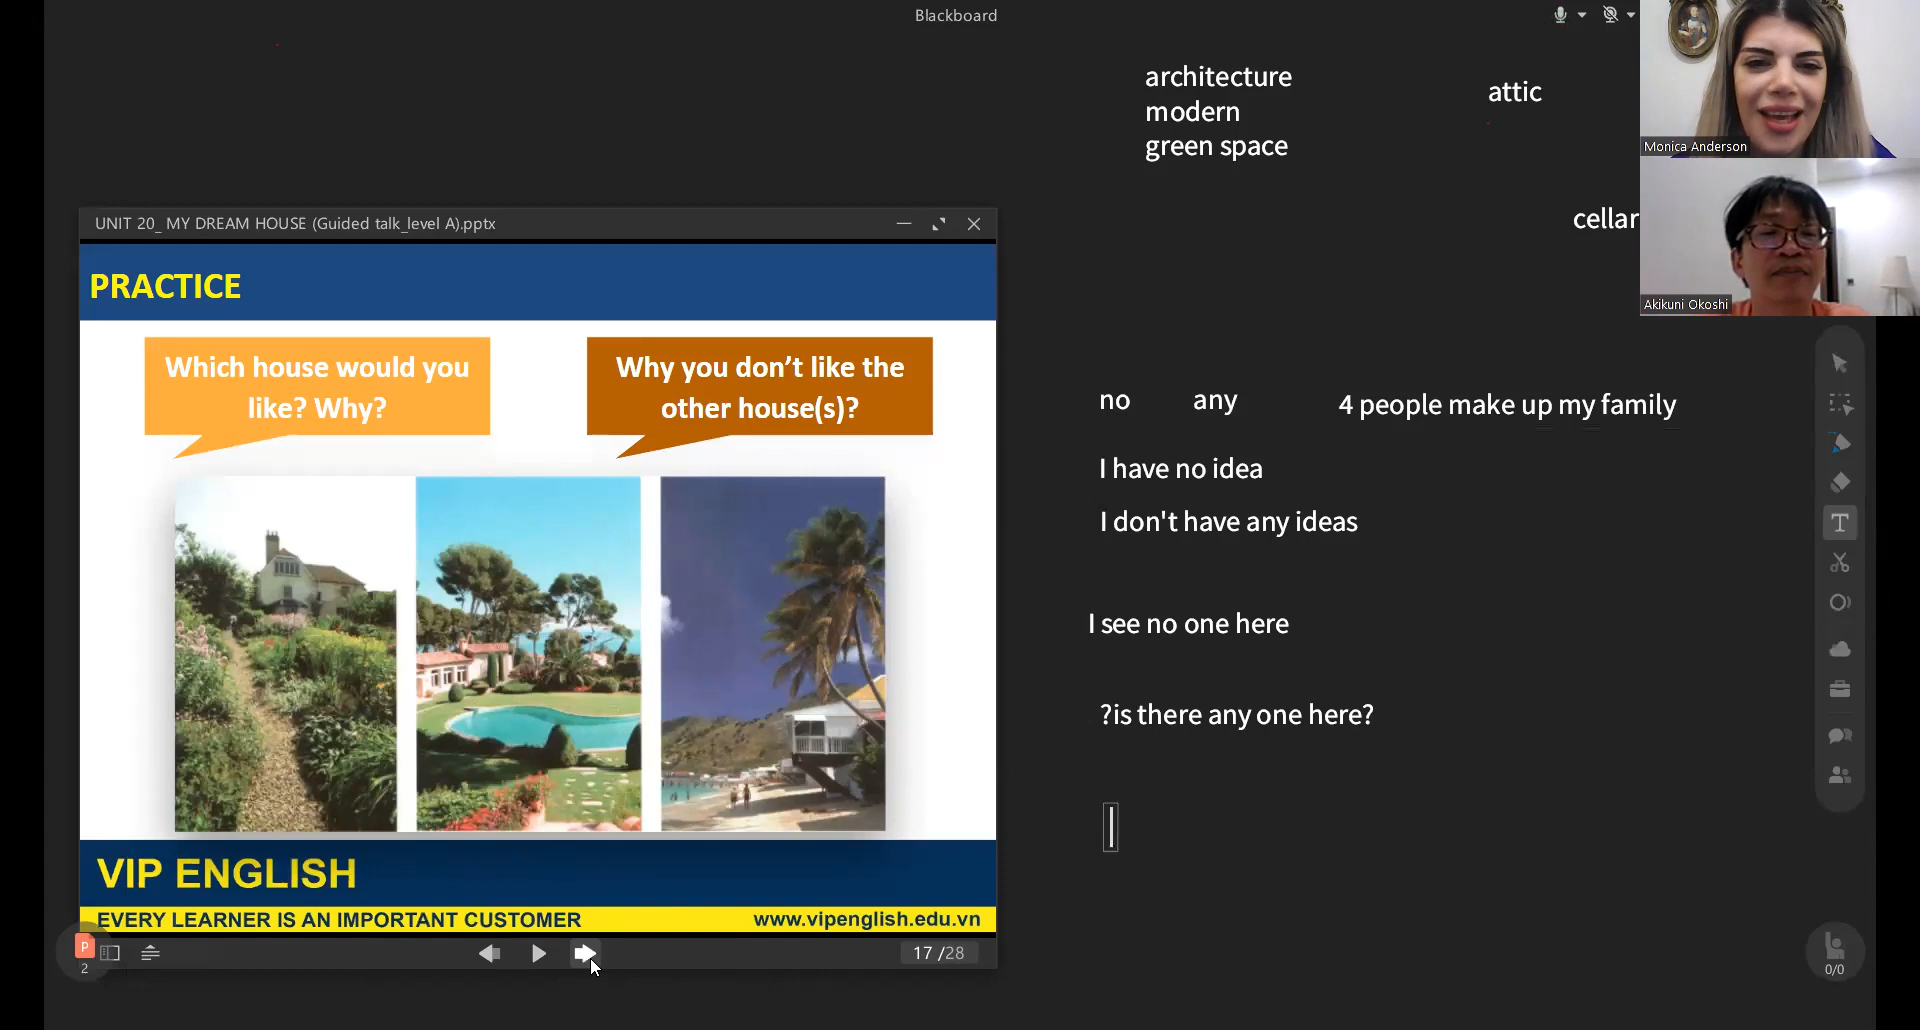 Blackboard
architecture
modern
green space
attic
cellar
Monica Anderson
Akikuni Okoshi
UNIT 20_ MY DREAM HOUSE (Guided talk_level A).pptx
PRACTICE
Which house would you
like? Why?
Why you don’t like the
other house(s)?
VIP ENGLISH
EVERY LEARNER IS AN IMPORTANT CUSTOMER
www.vipenglish.edu.vn
P
2
17 /28
no
any
4 people make up my family
I have no idea
I don't have any ideas
I see no one here
?is there any one here?
T
0/0